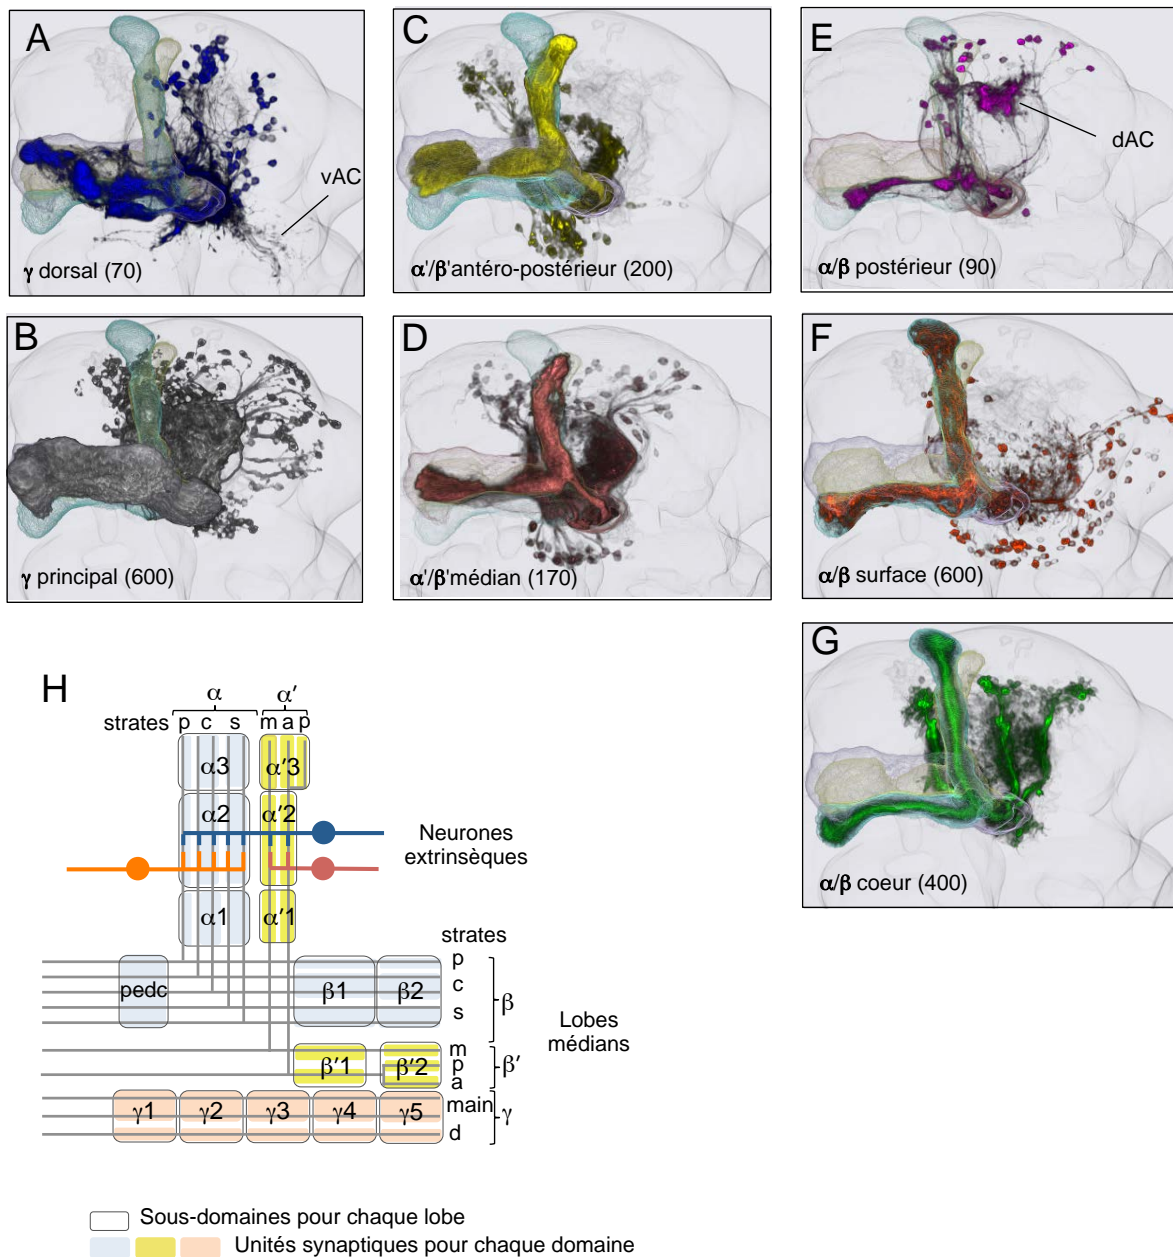 A
vAC
γ dorsal (70)
C
α'/β'antéro-postérieur (200)
E
dAC
α/β postérieur (90)
B
γ principal (600)
D
α'/β'médian (170)
F
α/β surface (600)
G
α/β coeur (400)
H
α α′
strates p c s m a p
α3 α′3
α2 α′2
Neurones
extrinsèques
α1 α′1
strates
pedc β1 β2 p c s β
Lobes
médians
β′1 β′2 m p a β′
γ1 γ2 γ3 γ4 γ5 main d γ
Sous-domaines pour chaque lobe
Unités synaptiques pour chaque domaine